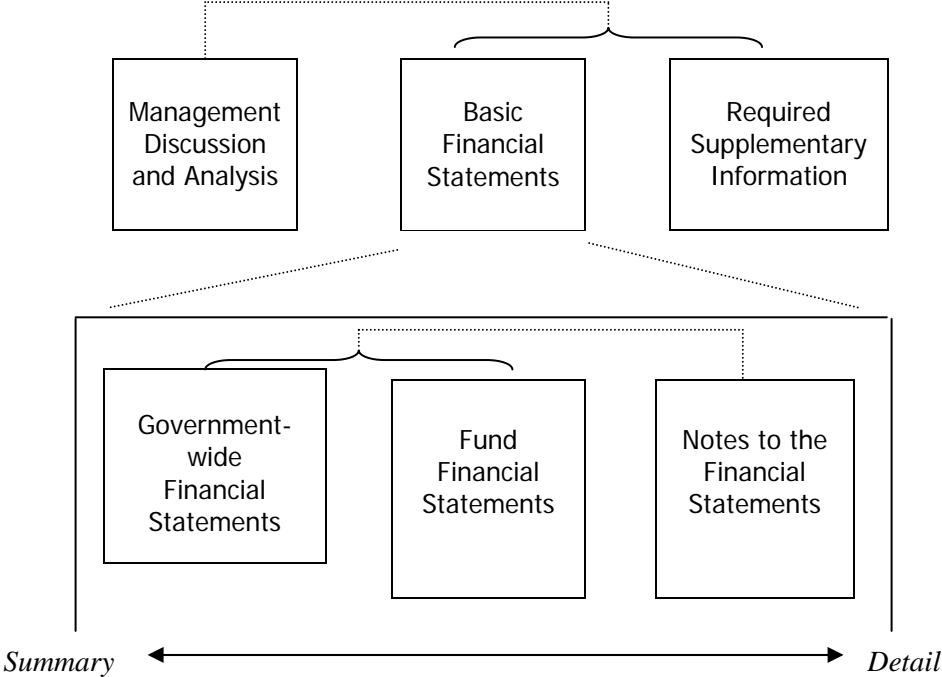 Management
Discussion
and Analysis
Basic
Financial
Statements
Required
Supplementary
Information
Government-
wide
Financial
Statements
Fund
Financial
Statements
Notes to the
Financial
Statements
Summary
Detail